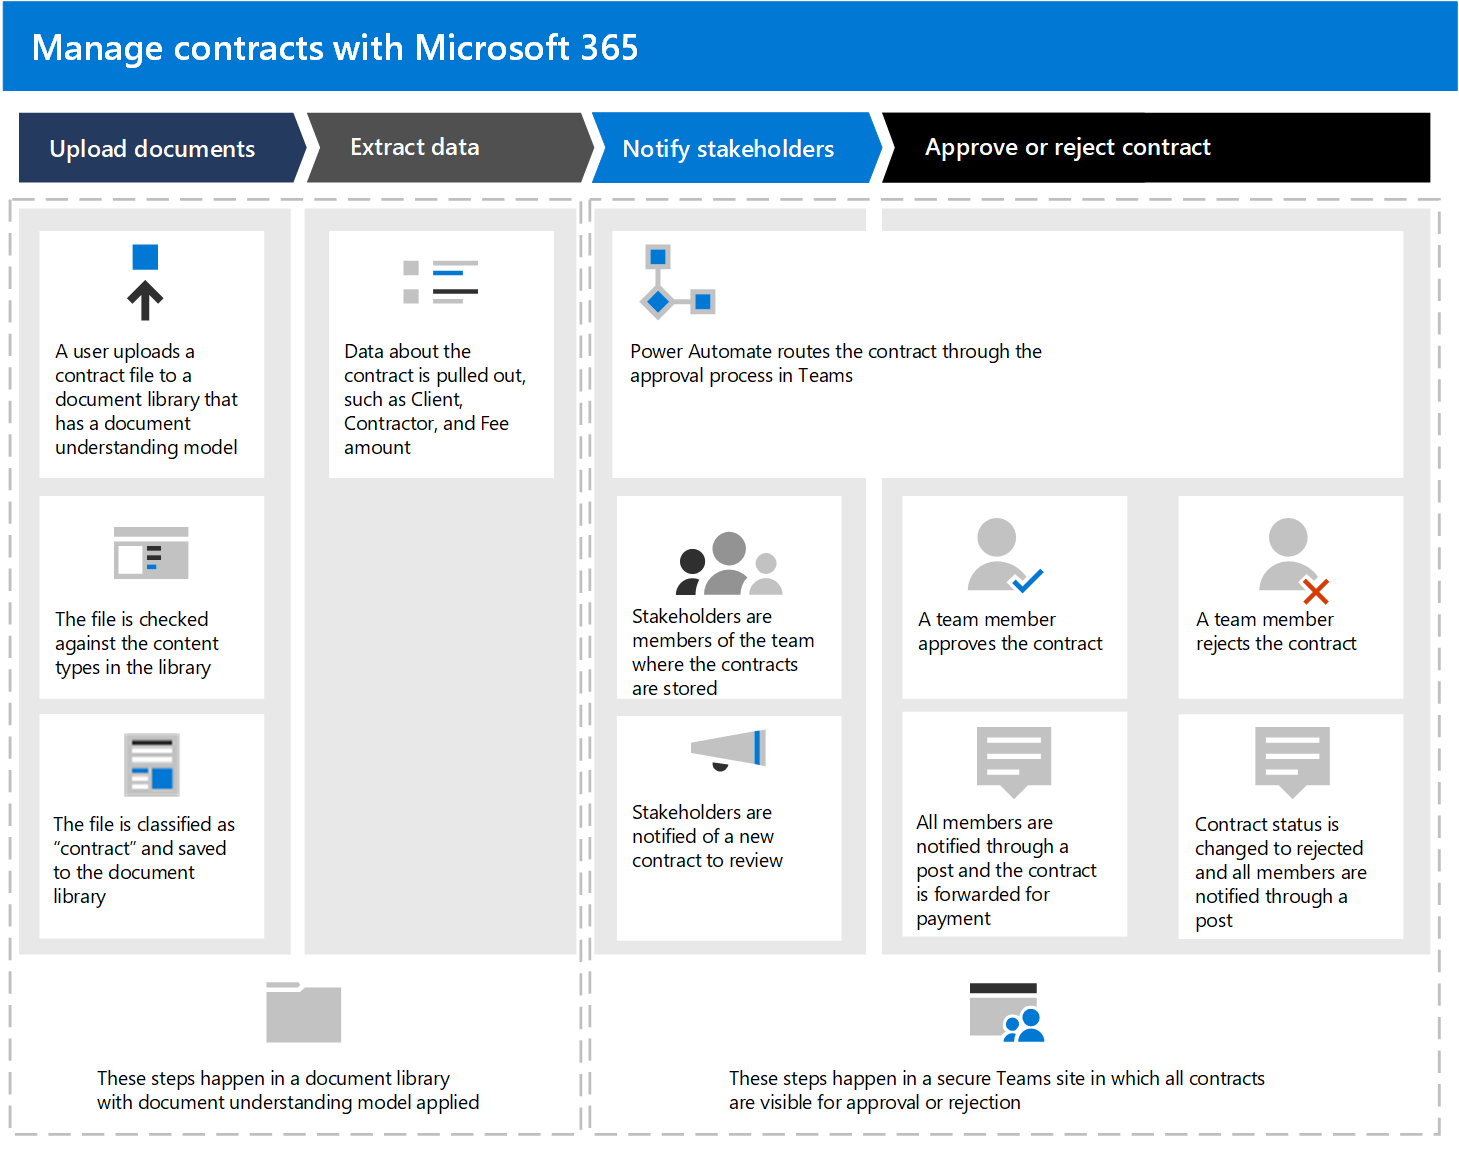 Manage contracts with Microsoft 365
Upload documents
Extract data
Notify stakeholders
Approve or reject contract
A user uploads a
contract file to a
document library that
has a document
understanding model
Data about the
contract is pulled out,
such as Client,
Contractor, and Fee
amount
Power Automate routes the contract through the
approval process in Teams
The file is checked
against the content
types in the library
Stakeholders are
members of the team
where the contracts
are stored
A team member
approves the contract
A team member
rejects the contract
The file is classified as
“contract” and saved
to the document
library
Stakeholders are
notified of a new
contract to review
All members are
notified through a
post and the contract
is forwarded for
payment
Contract status is
changed to rejected
and all members are
notified through a
post
These steps happen in a document library
with document understanding model applied
These steps happen in a secure Teams site in which all contracts
are visible for approval or rejection